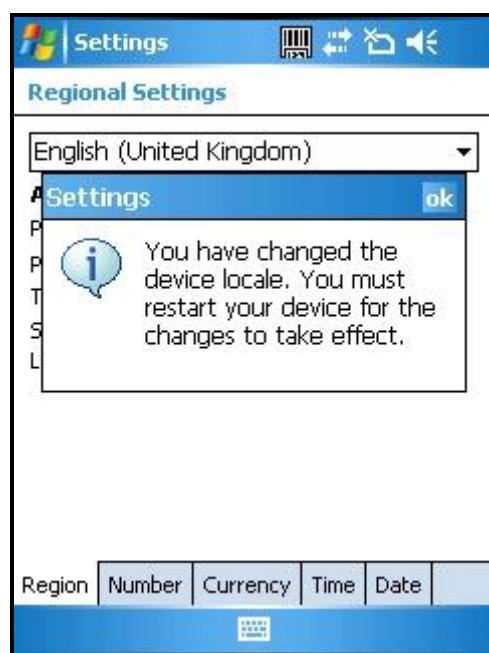 Settings
Regional Settings
English (United Kingdom)
Settings
ok
You have changed the
device locale. You must
restart your device for the
changes to take effect.
A
P
P
T
S
L
Region Number Currency Time Date